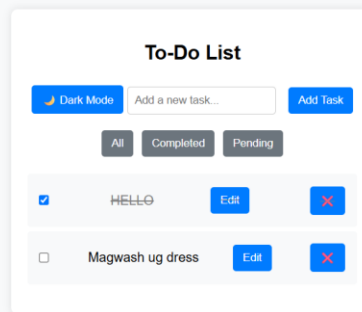 To-Do List
🌙 Dark Mode Add a new task... Add Task
All Completed Pending
HELLO Edit ❌
Magwash ug dress Edit ❌